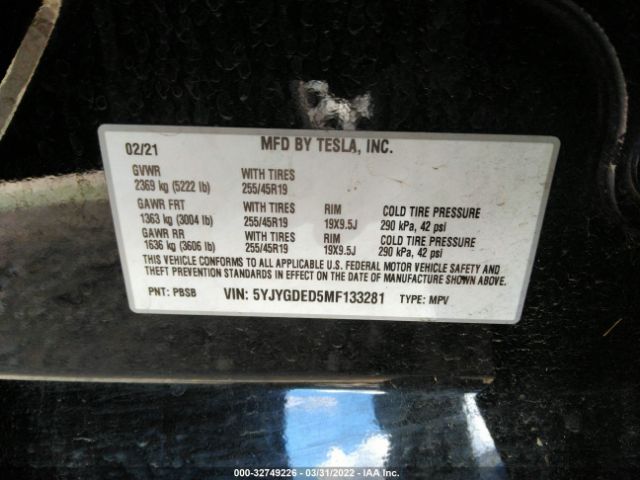 02/21 MFD BY TESLA, INC.
GVWR WITH TIRES
2369 kg (5222 lb) 255/45R19
GAWR FRT WITH TIRES RIM COLD TIRE PRESSURE
1363 kg (3004 lb) 255/45R19 19X9.5J 290 kPa, 42 psi
GAWR RR WITH TIRES RIM COLD TIRE PRESSURE
1636 kg (3606 lb) 255/45R19 19X9.5J 290 kPa, 42 psi
THIS VEHICLE CONFORMS TO ALL APPLICABLE U.S. FEDERAL MOTOR VEHICLE SAFETY AND
THEFT PREVENTION STANDARDS IN EFFECT ON THE DATE OF MANUFACTURE SHOWN ABOVE.
PNT: PBSB VIN: 5YJYGDED5MF133281 TYPE: MPV
000-32749226 - 03/31/2022 - IAA Inc.